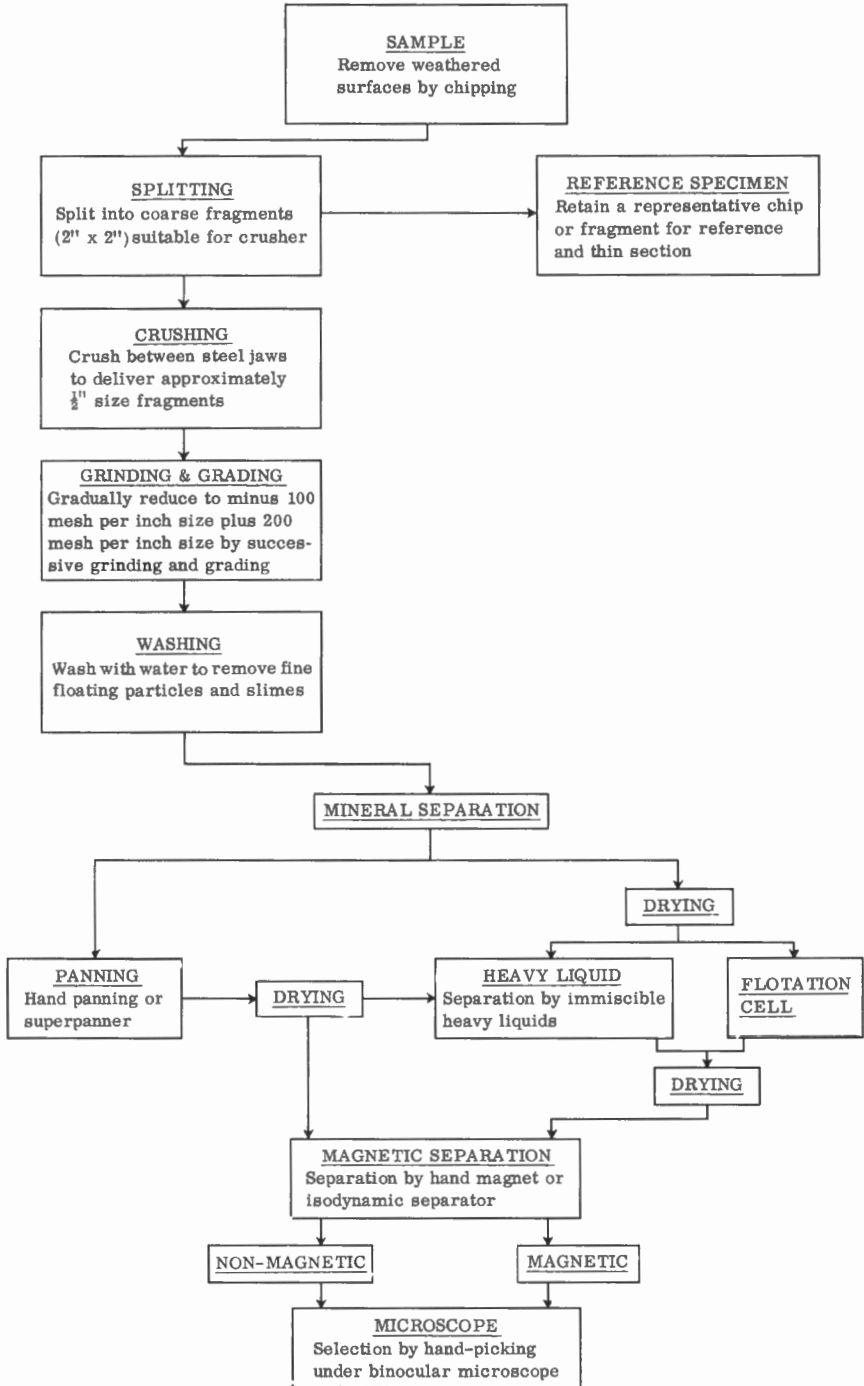 SAMPLE
Remove weathered
surfaces by chipping
SPLITTING
Split into coarse fragments
(2" x 2") suitable for crusher
REFERENCE SPECIMEN
Retain a representative chip
or fragment for reference
and thin section
CRUSHING
Crush between steel jaws
to deliver approximately
½" size fragments
GRINDING & GRADING
Gradually reduce to minus 100
mesh per inch size plus 200
mesh per inch size by succes-
sive grinding and grading
WASHING
Wash with water to remove fine
floating particles and slimes
MINERAL SEPARATION
DRYING
PANNING
Hand panning or
superpanner
DRYING
HEAVY LIQUID
Separation by immiscible
heavy liquids
FLOTATION
CELL
DRYING
MAGNETIC SEPARATION
Separation by hand magnet or
isodynamic separator
NON-MAGNETIC
MAGNETIC
MICROSCOPE
Selection by hand-picking
under binocular microscope